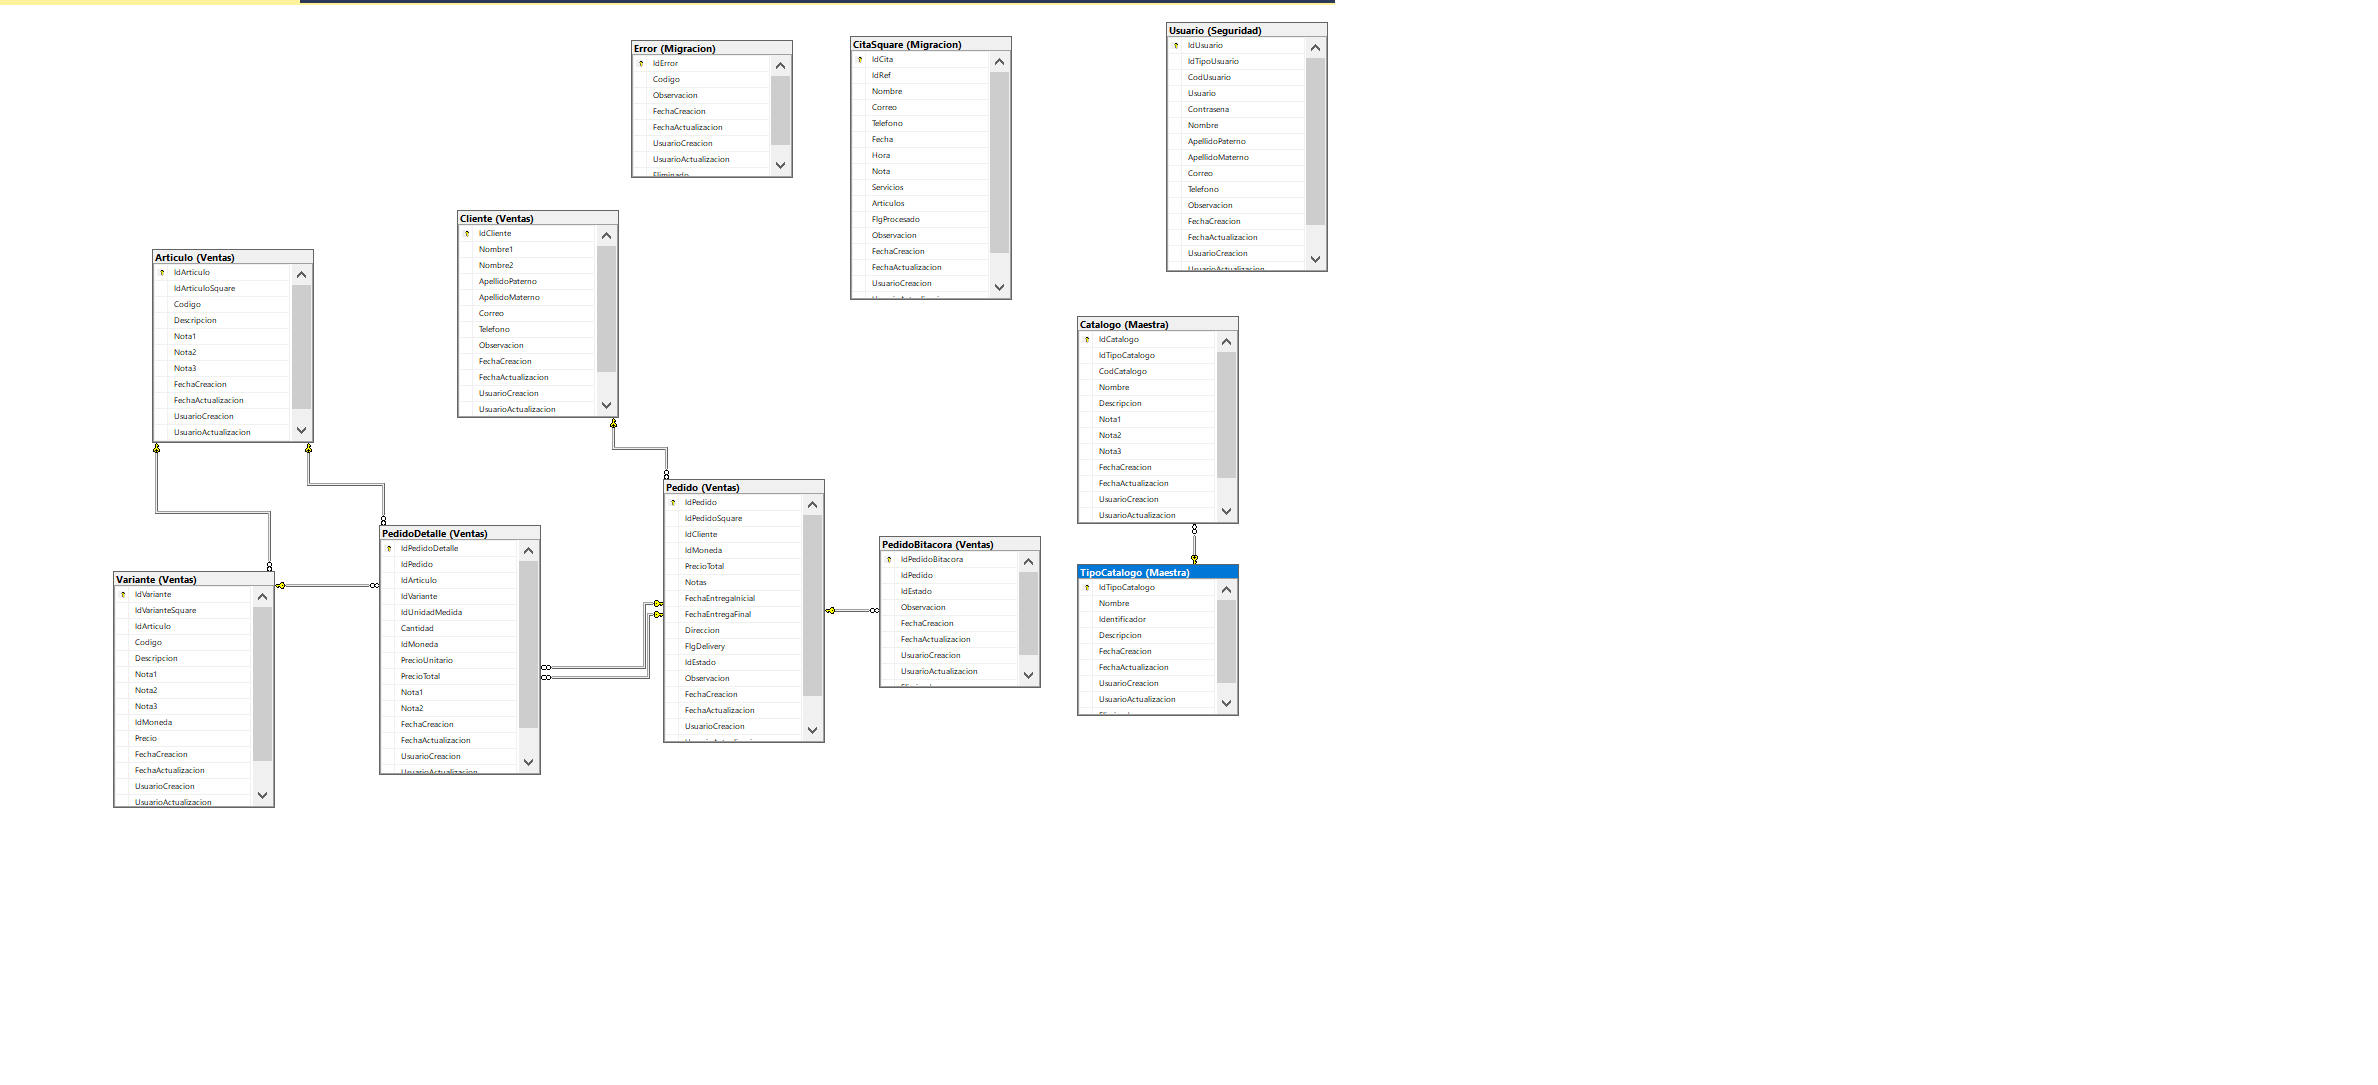 Error (Migracion)
IdError
Codigo
Observacion
FechaCreacion
FechaActualizacion
UsuarioCreacion
UsuarioActualizacion
Eliminado
CitaSquare (Migracion)
IdCita
IdRef
Nombre
Correo
Telefono
Fecha
Hora
Nota
Servicios
Articulos
FlgProcesado
Observacion
FechaCreacion
FechaActualizacion
UsuarioCreacion
Usuario (Seguridad)
IdUsuario
IdTipoUsuario
CodUsuario
Usuario
Contrasena
Nombre
ApellidoPaterno
ApellidoMaterno
Correo
Telefono
Observacion
FechaCreacion
FechaActualizacion
UsuarioCreacion
UsuarioActualizacion
Cliente (Ventas)
IdCliente
Nombre1
Nombre2
ApellidoPaterno
ApellidoMaterno
Correo
Telefono
Observacion
FechaCreacion
FechaActualizacion
UsuarioCreacion
UsuarioActualizacion
Articulo (Ventas)
IdArticulo
IdArticuloSquare
Codigo
Descripcion
Nota1
Nota2
Nota3
FechaCreacion
FechaActualizacion
UsuarioCreacion
UsuarioActualizacion
Catalogo (Maestra)
IdCatalogo
IdTipoCatalogo
CodCatalogo
Nombre
Descripcion
Nota1
Nota2
Nota3
FechaCreacion
FechaActualizacion
UsuarioCreacion
UsuarioActualizacion
Pedido (Ventas)
IdPedido
IdPedidoSquare
IdCliente
IdMoneda
PrecioTotal
Notas
FechaEntregaInicial
FechaEntregaFinal
Direccion
FlgDelivery
IdEstado
Observacion
FechaCreacion
FechaActualizacion
UsuarioCreacion
PedidoDetalle (Ventas)
IdPedidoDetalle
IdPedido
IdArticulo
IdVariante
IdUnidadMedida
Cantidad
IdMoneda
PrecioUnitario
PrecioTotal
Nota1
Nota2
FechaCreacion
FechaActualizacion
UsuarioCreacion
UsuarioActualizacion
PedidoBitacora (Ventas)
IdPedidoBitacora
IdPedido
IdEstado
Observacion
FechaCreacion
FechaActualizacion
UsuarioCreacion
UsuarioActualizacion
Variante (Ventas)
IdVariante
IdVarianteSquare
IdArticulo
Codigo
Descripcion
Nota1
Nota2
Nota3
IdMoneda
Precio
FechaCreacion
FechaActualizacion
UsuarioCreacion
UsuarioActualizacion
TipoCatalogo (Maestra)
IdTipoCatalogo
Nombre
Identificador
Descripcion
FechaCreacion
FechaActualizacion
UsuarioCreacion
UsuarioActualizacion